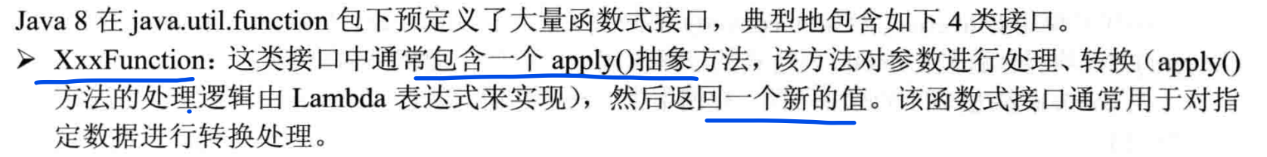 Java 8 在 java.util.function 包下预定义了大量函数式接口，典型地包含如下 4 类接口。
➢ XxxFunction：这类接口中通常包含一个 apply()抽象方法，该方法对参数进行处理、转换（apply()
方法的处理逻辑由 Lambda 表达式来实现），然后返回一个新的值。该函数式接口通常用于对指
定数据进行转换处理。